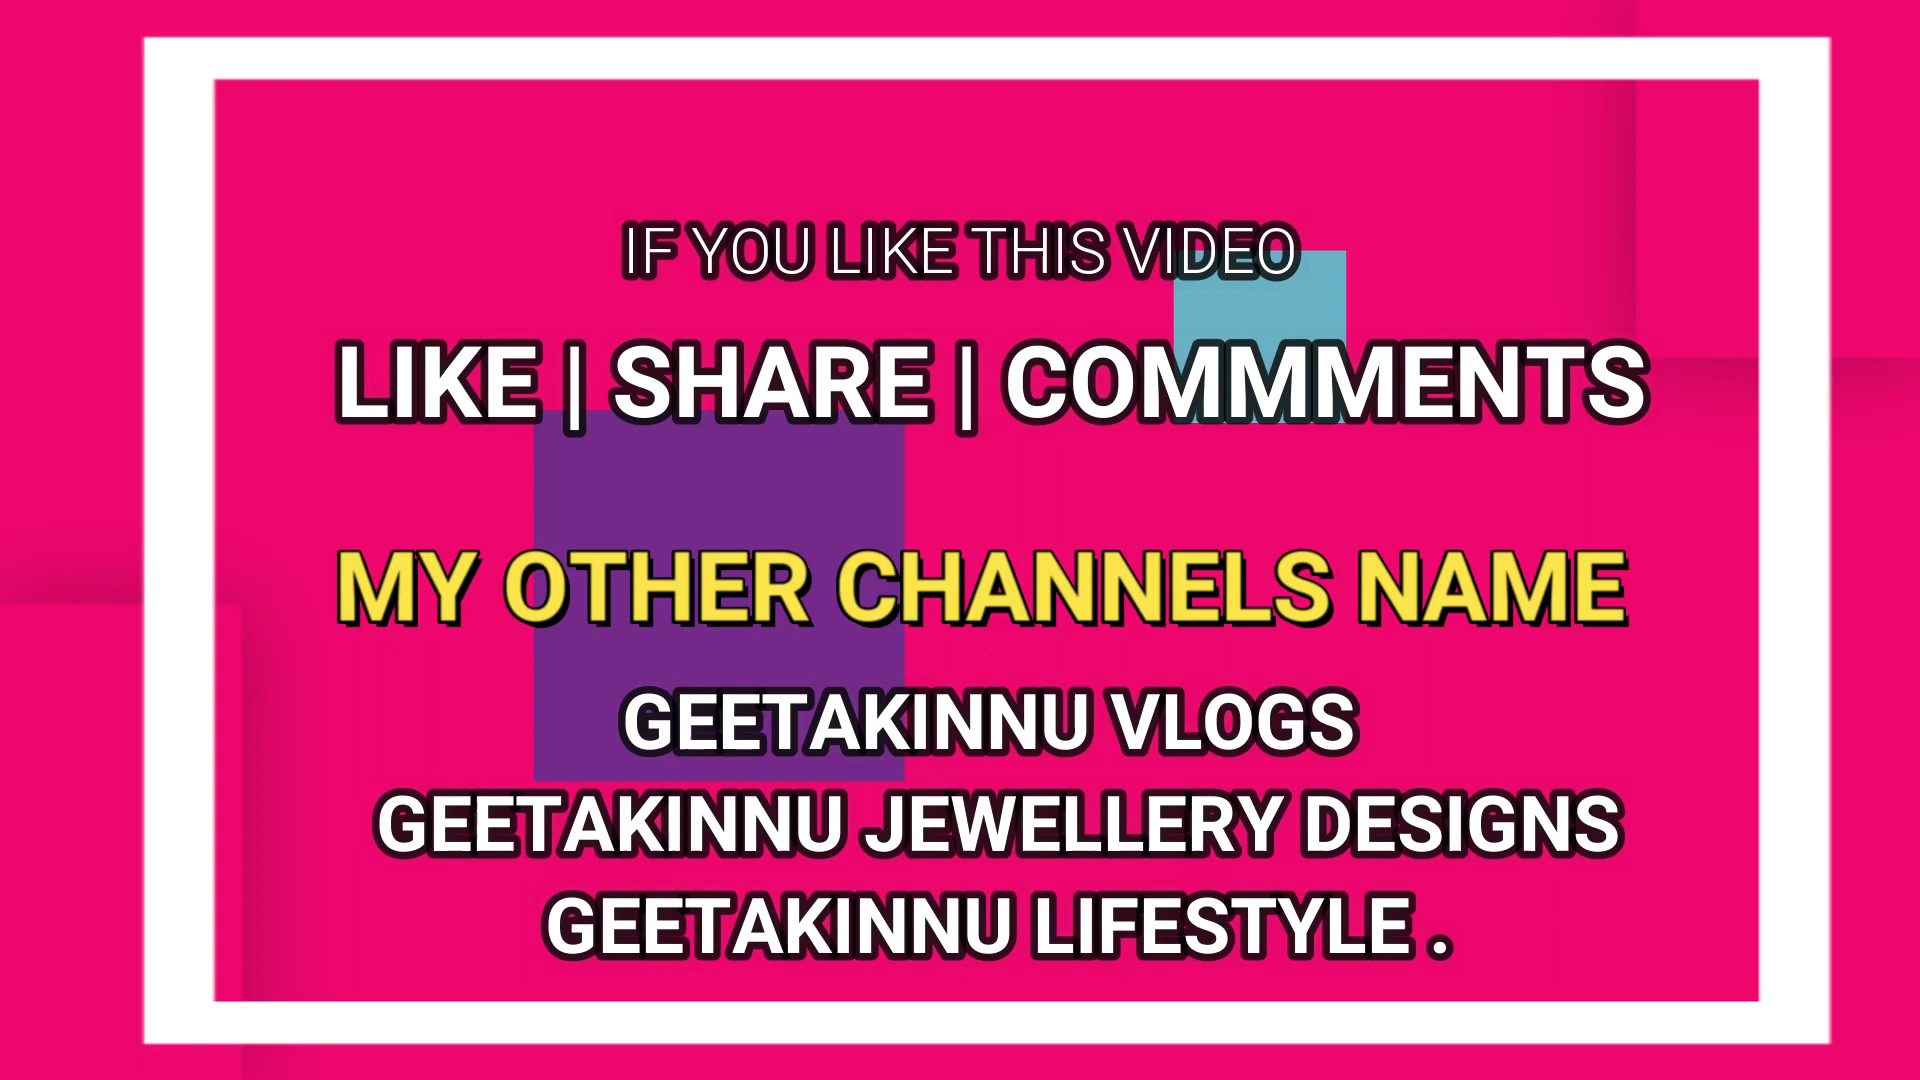 IF YOU LIKE THIS VIDEO
LIKE | SHARE | COMMMENTS
MY OTHER CHANNELS NAME
GEETAKINNU VLOGS
GEETAKINNU JEWELLERY DESIGNS
GEETAKINNU LIFESTYLE .